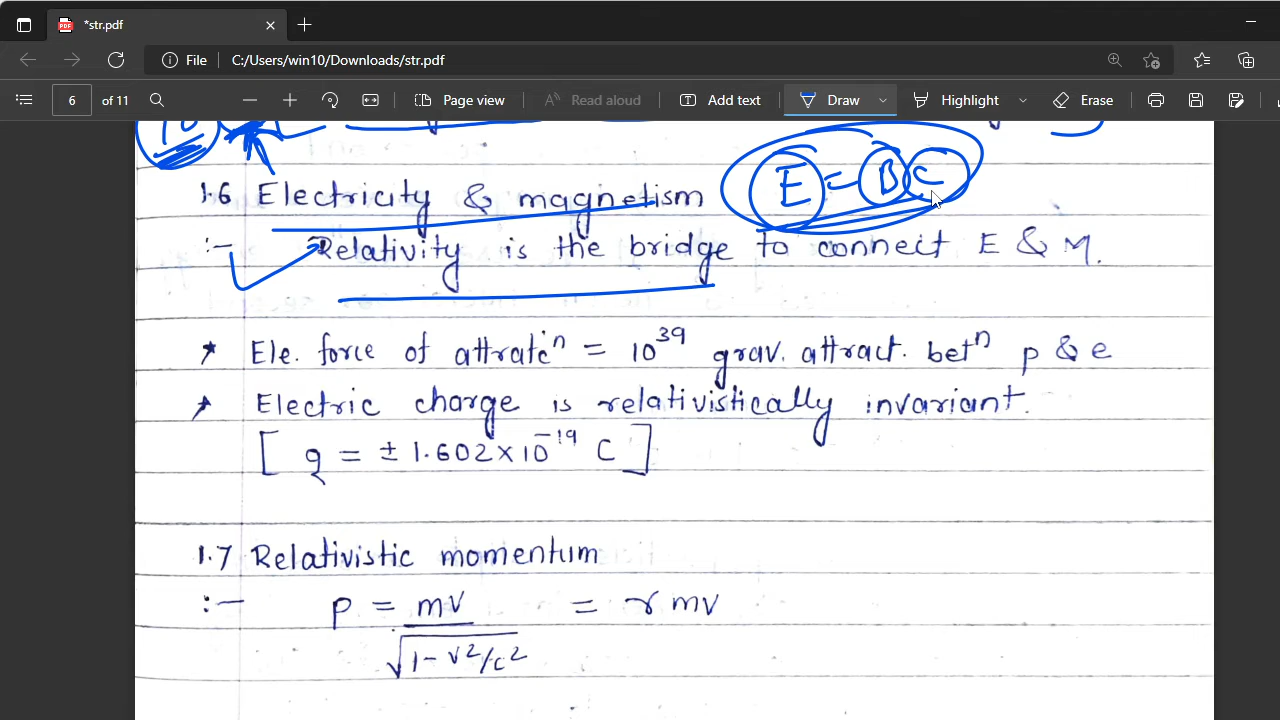 *str.pdf
File C:/Users/win10/Downloads/str.pdf
6 of 11 Page view Read aloud Add text Draw Highlight Erase
E = BC
1.6 Electricity & magnetism
:- Relativity is the bridge to connect E & M.
* Ele. force of attratcⁿ = 10³⁹ grav. attract. betⁿ p & e
* Electric charge is relativistically invariant.
[ q = ± 1.602×10⁻¹⁹ C ]
1.7 Relativistic momentum
:- p = mv = γ mv
√1- v²/c²